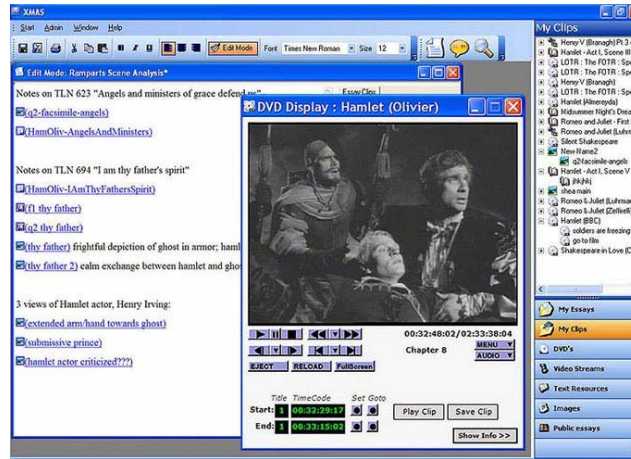 XMAS
Start Admin Window Help
Edit Mode Font Times New Roman Size 12
Edit Mode: Ramparts Scene Analysis*
Notes on TLN 623 "Angels and ministers of grace defend us" Essay Clips
(q2-facsimile-angels)
(HamOliv-AngelsAndMinisters)
Notes on TLN 694 "I am thy father's spirit"
(HamOliv-IAmThyFathersSpirit)
(f1 thy father)
(q2 thy father)
(thy father) frightful depiction of ghost in armor; haml
(thy father 2) calm exchange between hamlet and gho
3 views of Hamlet actor, Henry Irving:
(extended arm/hand towards ghost)
(submissive prince)
(hamlet actor criticized???)
DVD Display : Hamlet (Olivier)
00:32:48:02/02:33:38:04
Chapter 8
MENU
AUDIO
EJECT RELOAD FullScreen
Title TimeCode Set Goto
Start: 1 00:32:29:17
End: 1 00:33:15:02
Play Clip Save Clip
Show Info >>
My Clips
Henry V (Branagh) Pt 3 -
Hamlet - Act I, Scene III
LOTR : The FOTR : Spe
LOTR : The FOTR : Spe
Henry V (Branagh)
LOTR : The FOTR : Spe
Hamlet (Almereyda)
Midsummer Night's Drea
Romeo and Juliet - First
Romeo and Juliet (Luhrm
Silent Shakespeare
New Name2
q2-facsimile-angels
Hamlet - Act I, Scene V
jhkjhkj
shea main
Romeo & Juliet (Luhrmar
Romeo & Juliet (Zeffirelli
Hamlet (BBC)
soldiers are freezing
go to film
Shakespeare in Love (C
My Essays
My Clips
DVD's
Video Streams
Text Resources
Images
Public essays